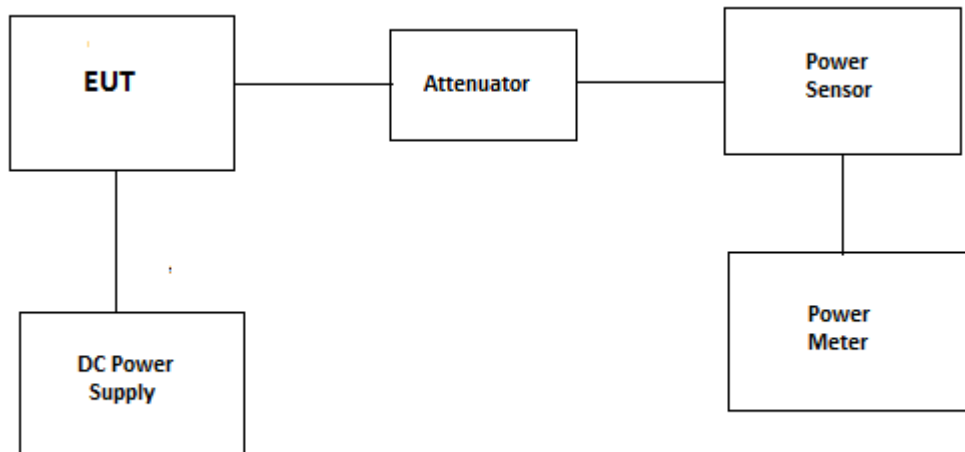 EUT
Attenuator
Power
Sensor
DC Power
Supply
Power
Meter